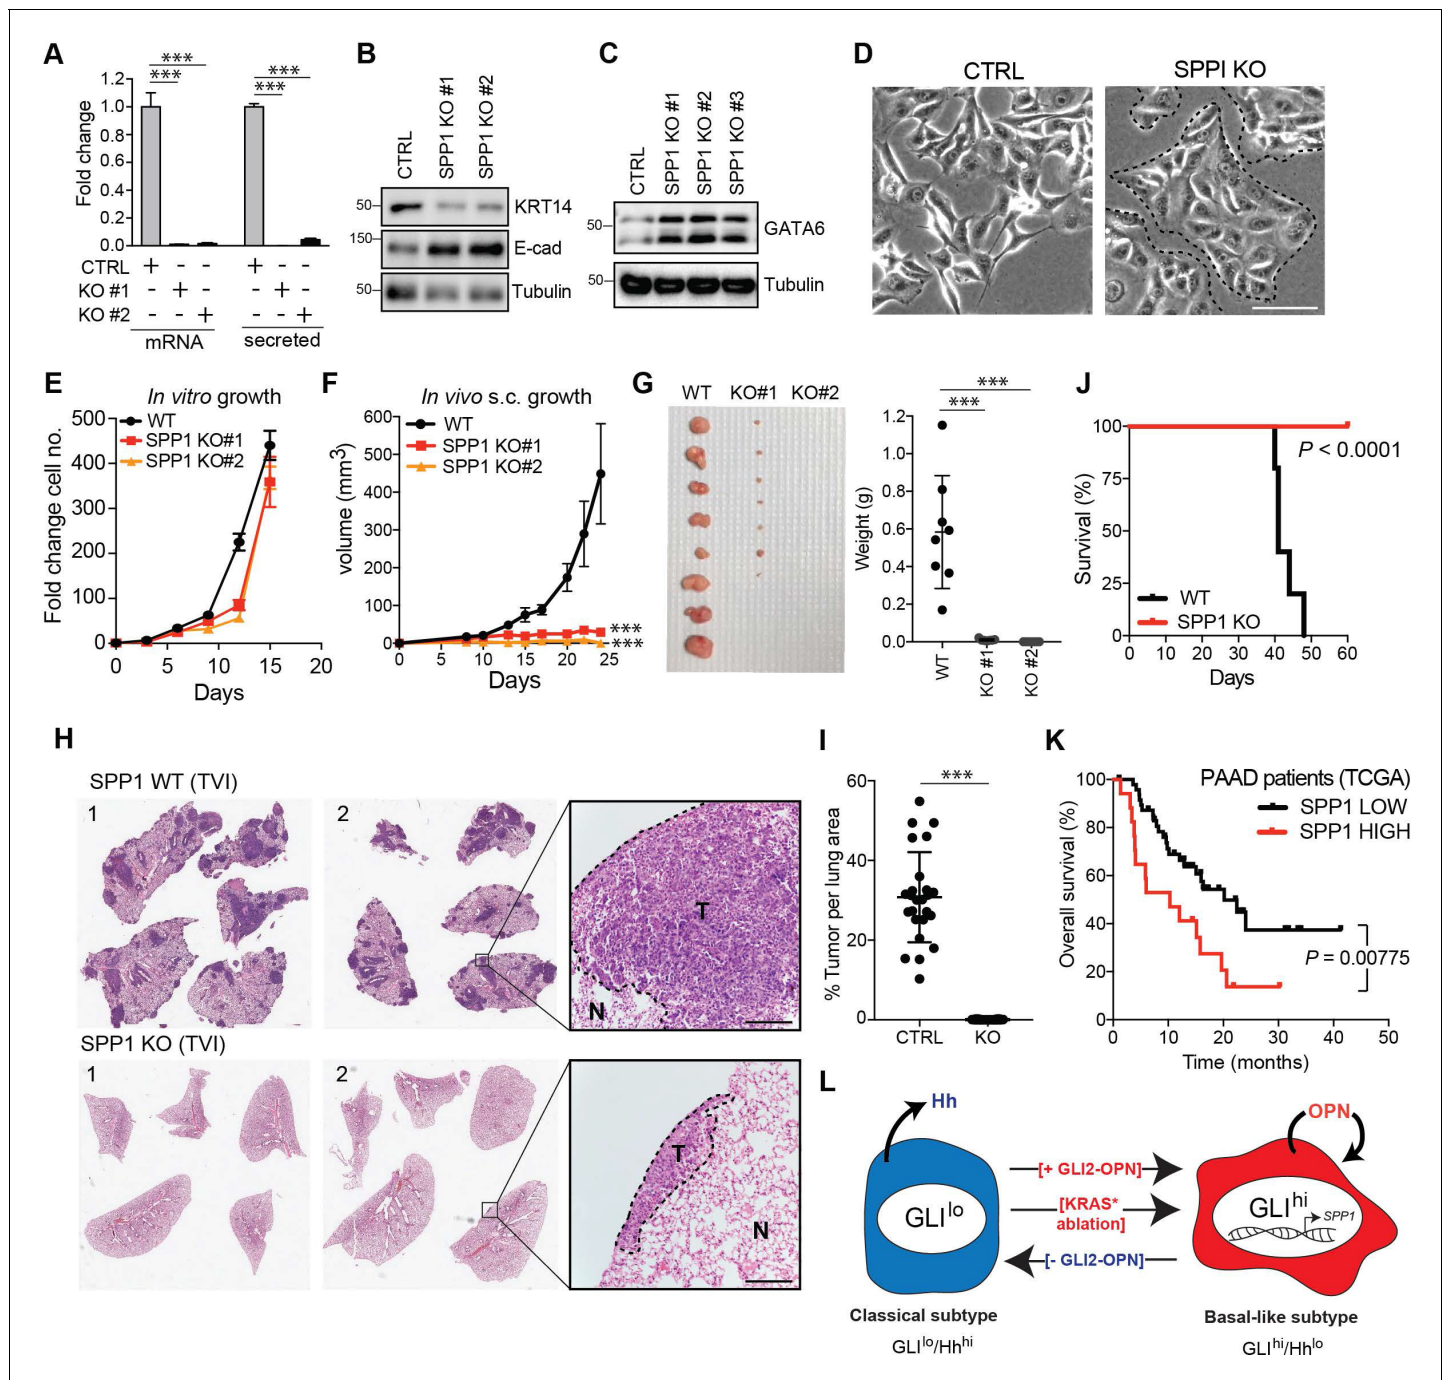 A
***
***
***
***
Fold change
1.2
1.0
0.8
0.6
0.4
0.2
0.0
CTRL + - - + - -
KO #1 - + - - + -
KO #2 - - + - - +
mRNA secreted
B
CTRL
SPP1 KO #1
SPP1 KO #2
50
KRT14
150
E-cad
50
Tubulin
C
CTRL
SPP1 KO #1
SPP1 KO #2
SPP1 KO #3
50
GATA6
50
Tubulin
D
CTRL SPPI KO
E
In vitro growth
WT
SPP1 KO#1
SPP1 KO#2
Fold change cell no.
500
400
300
200
100
0
0 5 10 15 20
Days
F
In vivo s.c. growth
WT
SPP1 KO#1
SPP1 KO#2
volume (mm3)
600
500
400
300
200
100
0
***
***
0 5 10 15 20 25
Days
G
WT KO#1 KO#2
***
***
Weight (g)
1.2
1.0
0.8
0.6
0.4
0.2
0.0
WT
KO #1
KO #2
J
P < 0.0001
Survival (%)
100
75
50
25
0
WT
SPP1 KO
0 10 20 30 40 50 60
Days
H
SPP1 WT (TVI)
1 2
T
N
SPP1 KO (TVI)
1 2
T
N
I
***
% Tumor per lung area
60
40
20
0
CTRL KO
K
PAAD patients (TCGA)
SPP1 LOW
SPP1 HIGH
Overall survival (%)
100
80
60
40
20
0
P = 0.00775
0 10 20 30 40 50
Time (months)
L
Hh
OPN
[+ GLI2-OPN]
GLIlo
[KRAS*
ablation]
GLIhi
SPP1
[- GLI2-OPN]
Classical subtype
GLIlo/Hhhi
Basal-like subtype
GLIhi/Hhlo